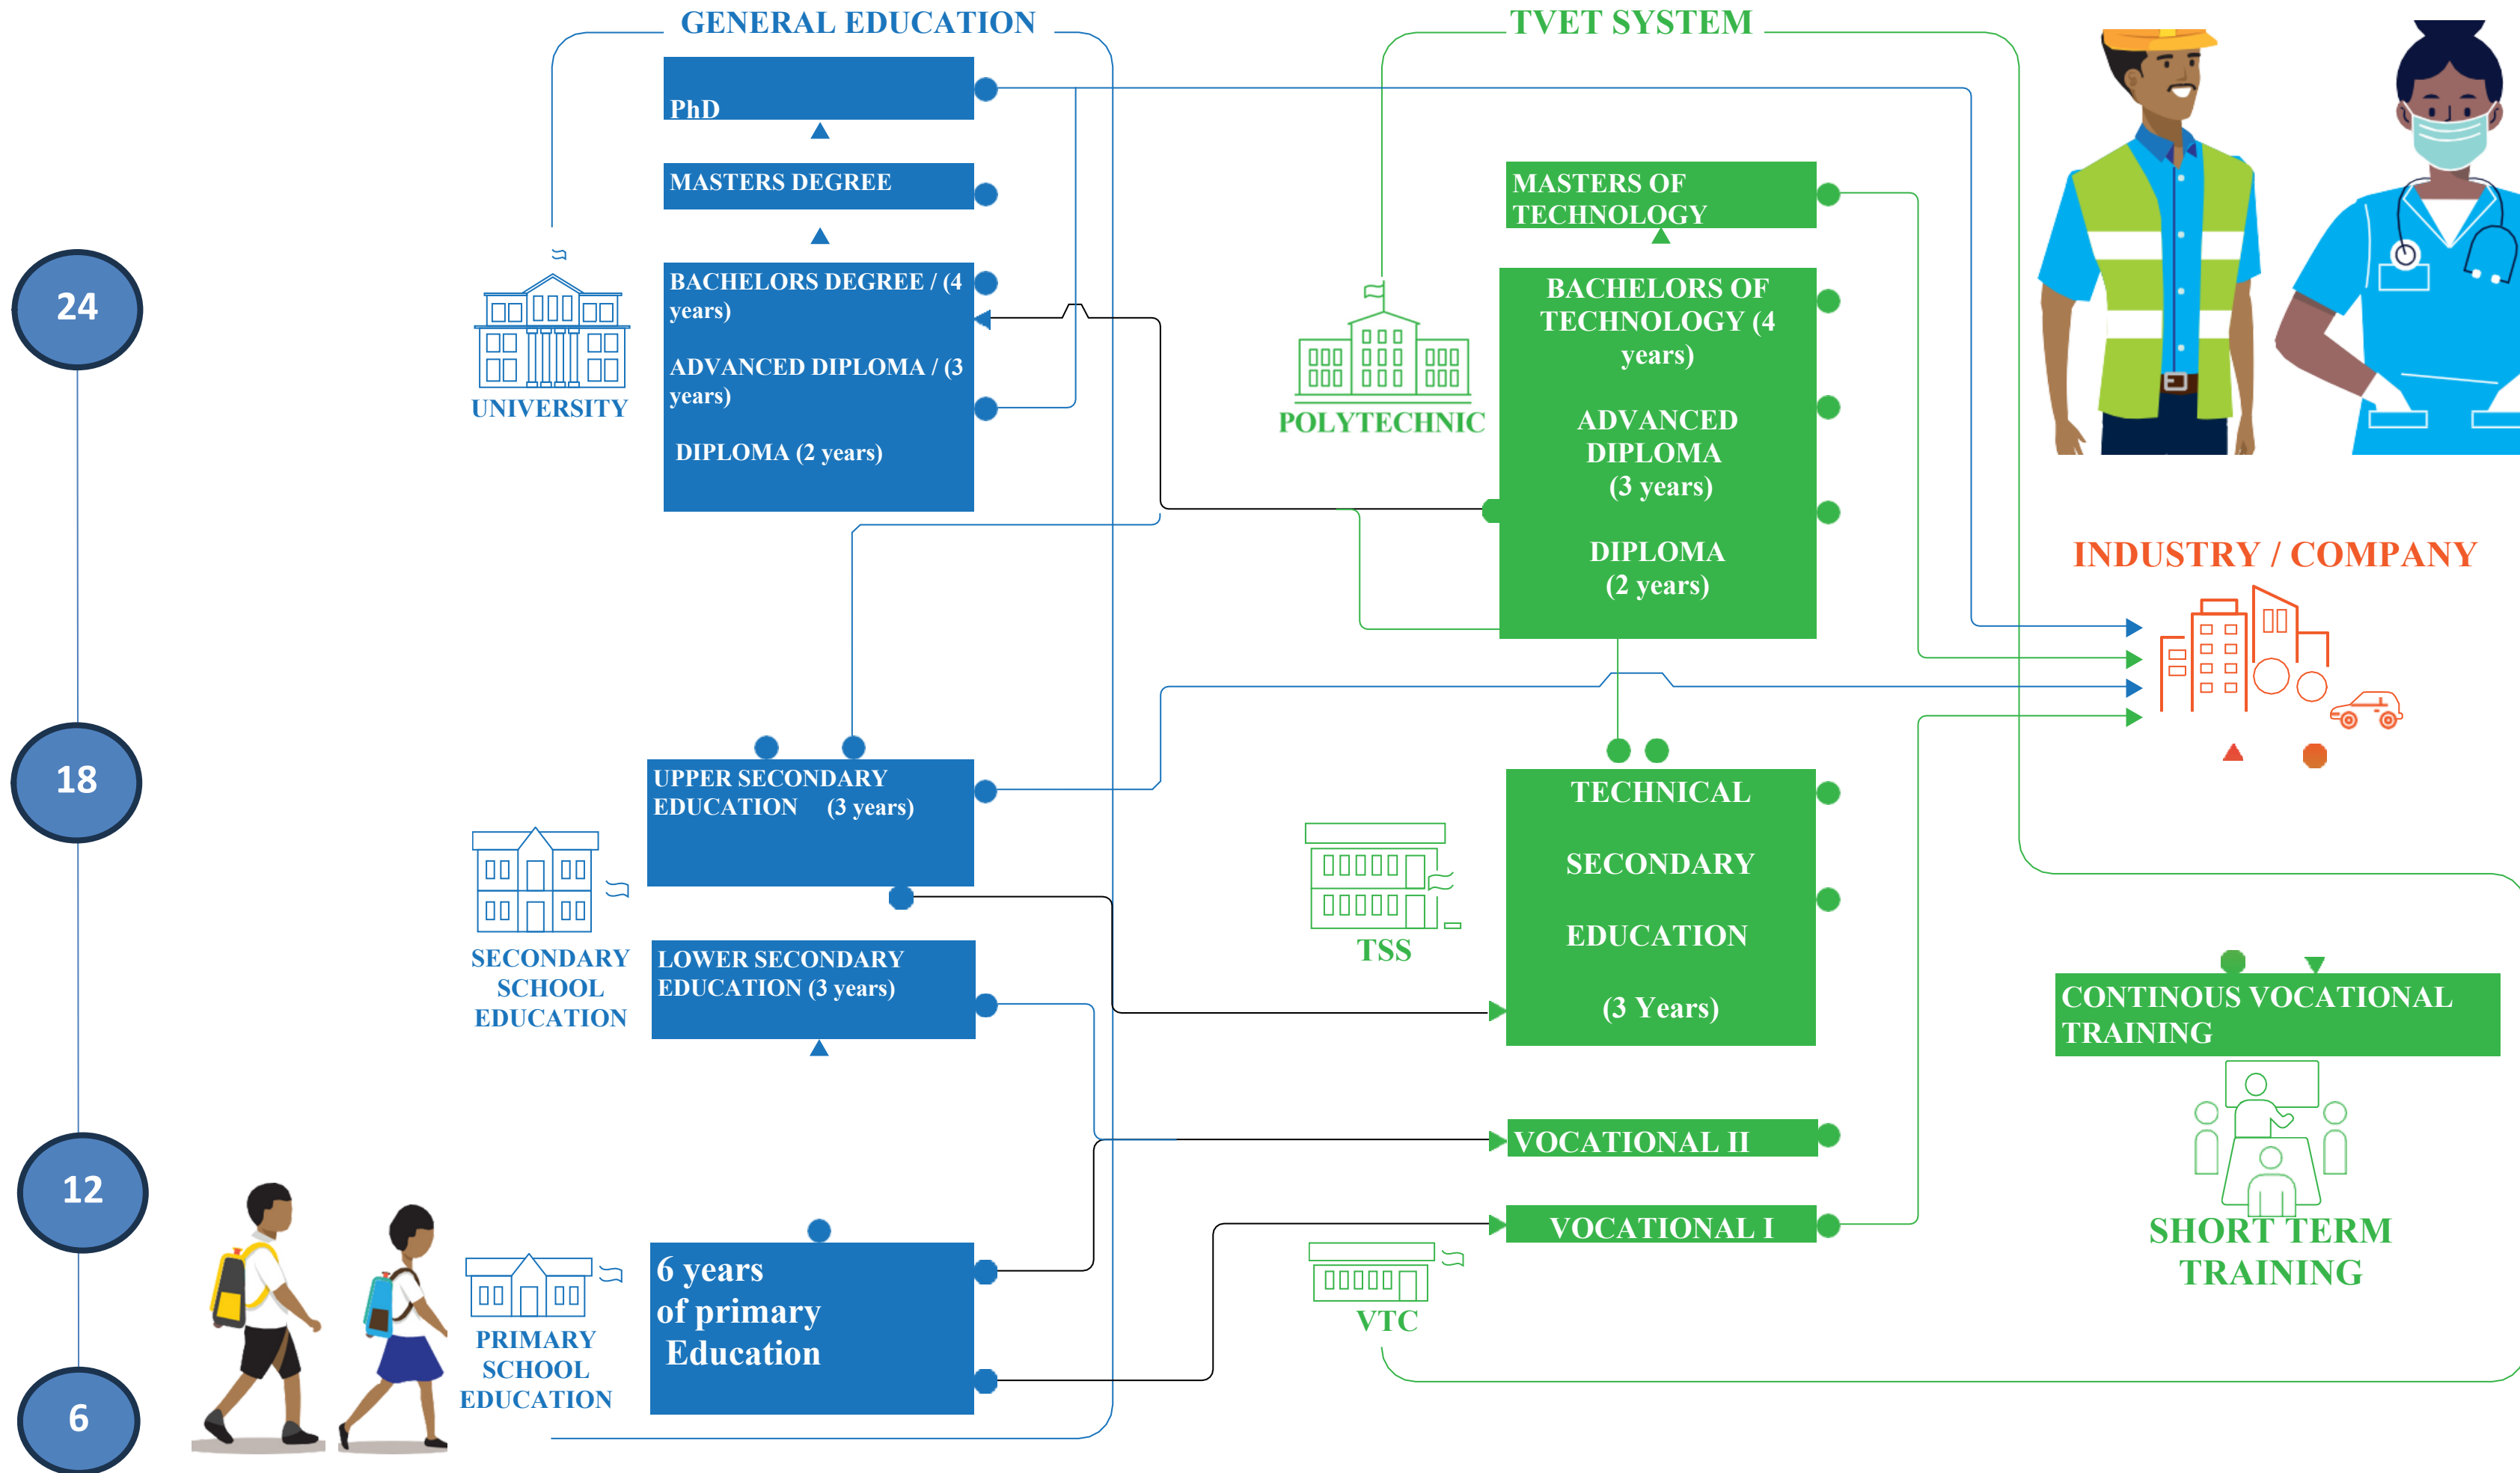 GENERAL EDUCATION
TVET SYSTEM
PhD
MASTERS DEGREE
MASTERS OF
TECHNOLOGY
24
UNIVERSITY
BACHELORS DEGREE / (4
years)
ADVANCED DIPLOMA / (3
years)
DIPLOMA (2 years)
POLYTECHNIC
BACHELORS OF
TECHNOLOGY (4
years)
ADVANCED
DIPLOMA
(3 years)
DIPLOMA
(2 years)
INDUSTRY / COMPANY
18
UPPER SECONDARY
EDUCATION (3 years)
SECONDARY
SCHOOL
EDUCATION
LOWER SECONDARY
EDUCATION (3 years)
TSS
TECHNICAL
SECONDARY
EDUCATION
(3 Years)
CONTINOUS VOCATIONAL
TRAINING
SHORT TERM
TRAINING
12
VOCATIONAL II
VOCATIONAL I
VTC
6 years
of primary
Education
PRIMARY
SCHOOL
EDUCATION
6